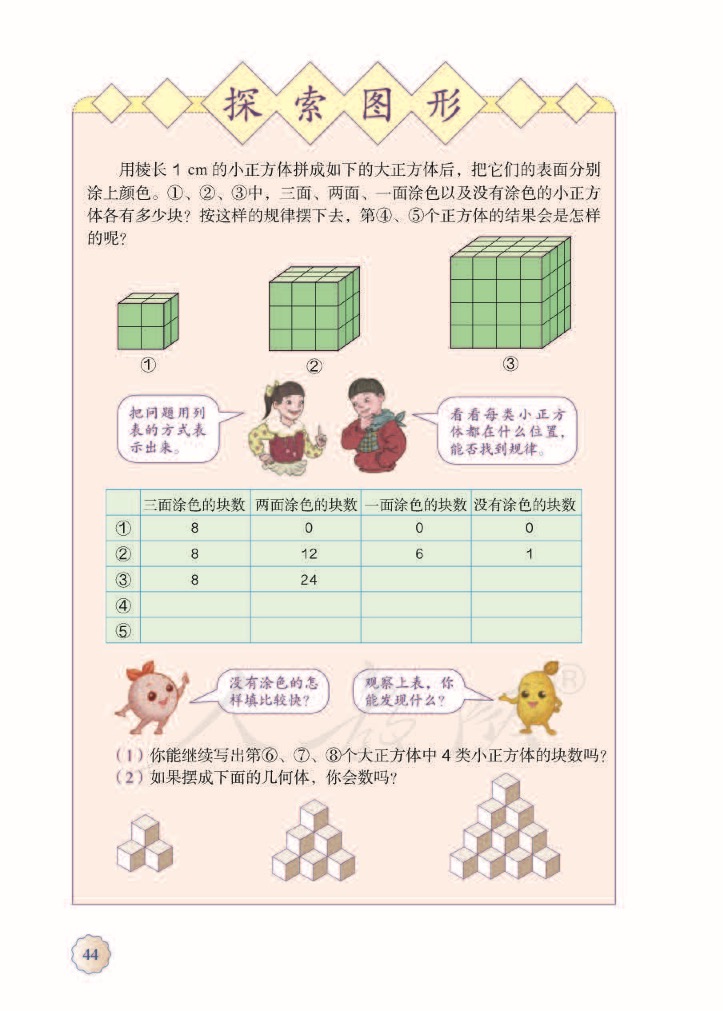 探索图形
用棱长 1 cm 的小正方体拼成如下的大正方体后，把它们的表面分别
涂上颜色。①、②、③中，三面、两面、一面涂色以及没有涂色的小正方
体各有多少块？按这样的规律摆下去，第④、⑤个正方体的结果会是怎样
的呢？
① ② ③
把问题用列
表的方式表
示出来。
看看每类小正方
体都在什么位置，
能否找到规律。
三面涂色的块数 两面涂色的块数 一面涂色的块数 没有涂色的块数
① 8 0 0 0
② 8 12 6 1
③ 8 24
④
⑤
没有涂色的怎
样填比较快？
观察上表，你
能发现什么？
（1）你能继续写出第⑥、⑦、⑧个大正方体中 4 类小正方体的块数吗？
（2）如果摆成下面的几何体，你会数吗？
44